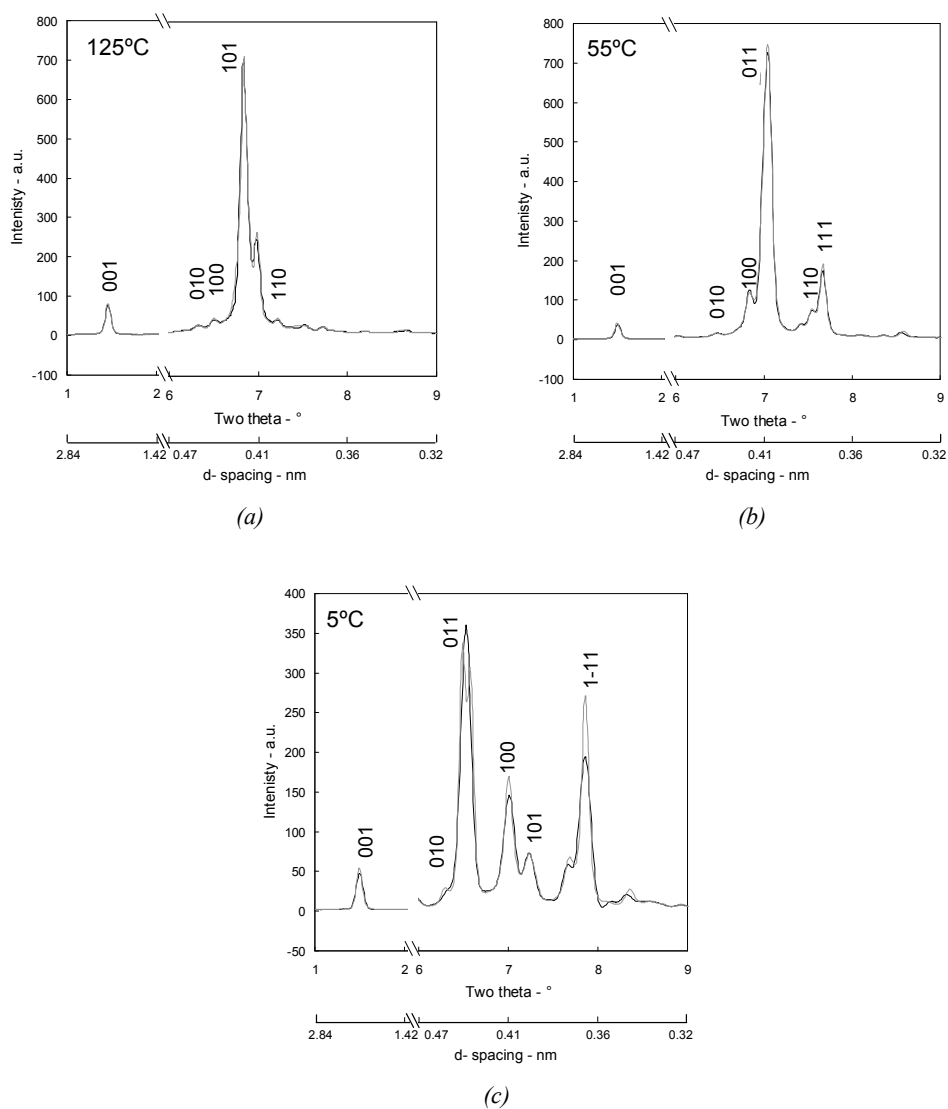 800
700
600
500
400
300
200
100
0
-100
125ºC
001
010
100
101
110
Intenisty - a.u.
1 2 6 7 8 9
Two theta - °
2.84 1.42 0.47 0.41 0.36 0.32
d- spacing - nm
(a)
800
700
600
500
400
300
200
100
0
-100
55ºC
001
010
100
011
110
111
Intenisty - a.u.
1 2 6 7 8 9
Two theta - °
2.84 1.42 0.47 0.41 0.36 0.32
d- spacing - nm
(b)
400
350
300
250
200
150
100
50
0
-50
5ºC
001
010
011
100
101
1-11
Intenisty - a.u.
1 2 6 7 8 9
Two theta - °
2.84 1.42 0.47 0.41 0.36 0.32
d- spacing - nm
(c)